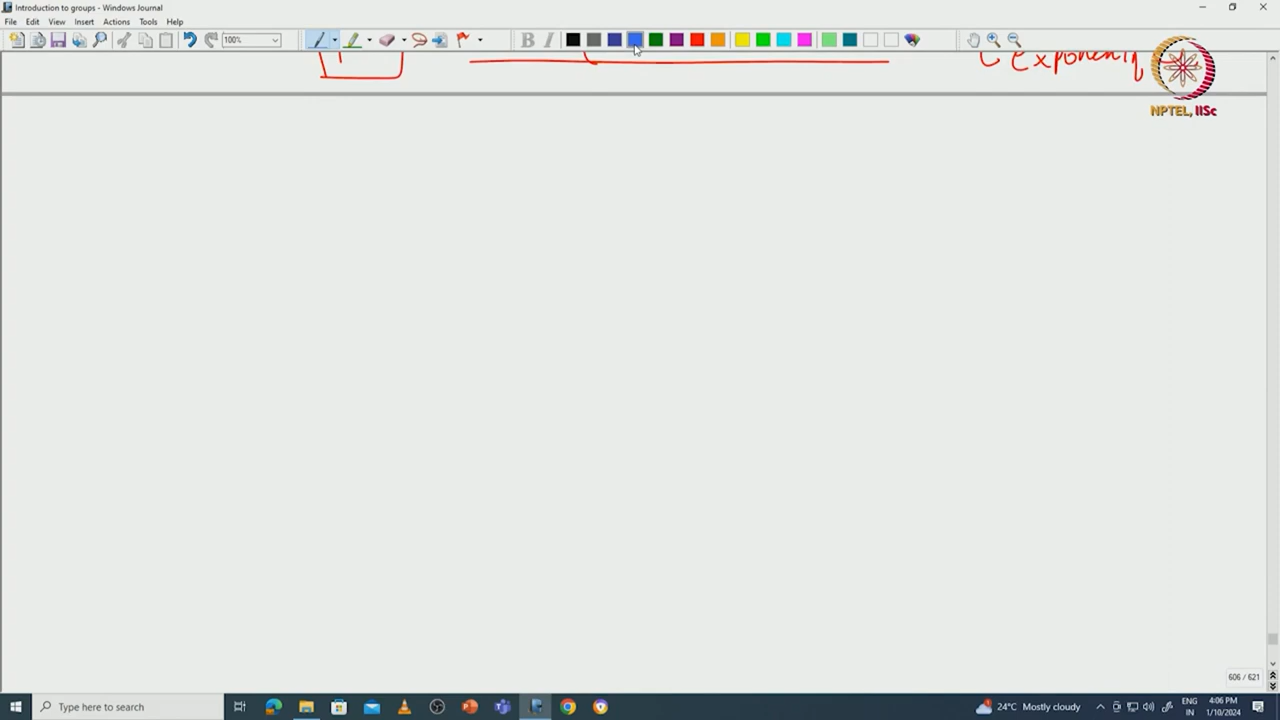 Introduction to groups - Windows Journal
File Edit View Insert Actions Tools Help
100% B I
NPTEL, IISc
606 / 621
Type here to search
24°C Mostly cloudy
ENG
IN
4:06 PM
1/10/2024